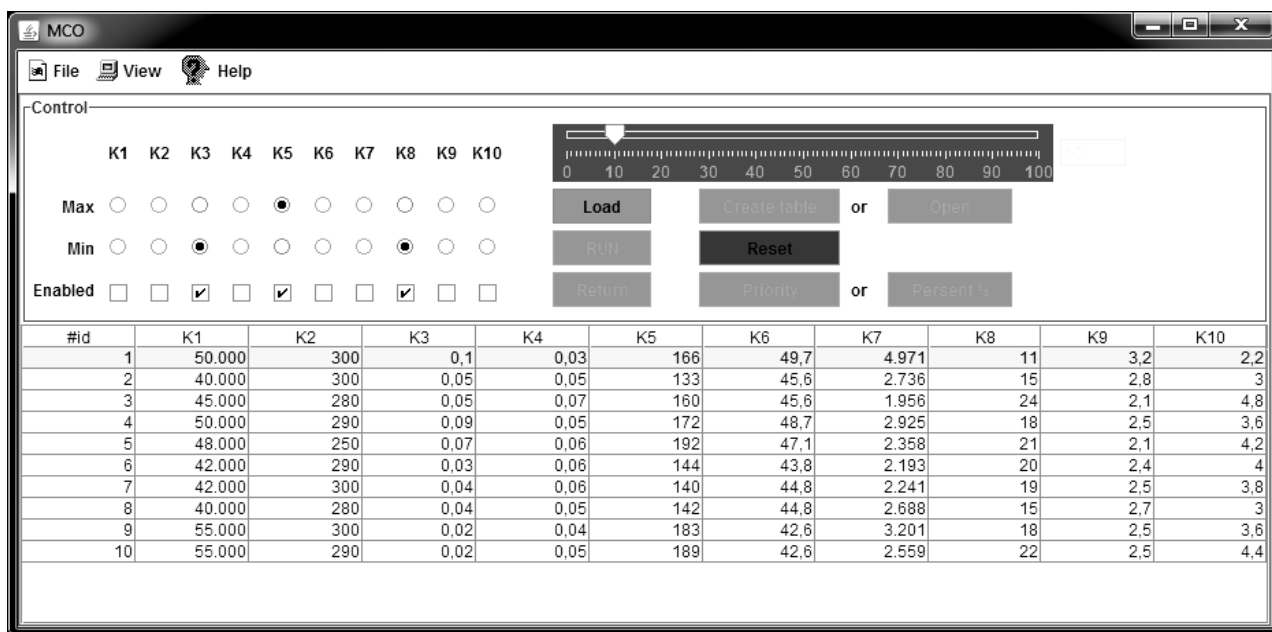 MCO
File View Help
Control
K1 K2 K3 K4 K5 K6 K7 K8 K9 K10
0 10 20 30 40 50 60 70 80 90 100
Max Load Create table or Open
Min RUN Reset
Enabled Return Priority or Persent %
#id K1 K2 K3 K4 K5 K6 K7 K8 K9 K10
1 50.000 300 0,1 0,03 166 49,7 4.971 11 3,2 2,2
2 40.000 300 0,05 0,05 133 45,6 2.736 15 2,8 3
3 45.000 280 0,05 0,07 160 45,6 1.956 24 2,1 4,8
4 50.000 290 0,09 0,05 172 48,7 2.925 18 2,5 3,6
5 48.000 250 0,07 0,06 192 47,1 2.358 21 2,1 4,2
6 42.000 290 0,03 0,06 144 43,8 2.193 20 2,4 4
7 42.000 300 0,04 0,06 140 44,8 2.241 19 2,5 3,8
8 40.000 280 0,04 0,05 142 44,8 2.688 15 2,7 3
9 55.000 300 0,02 0,04 183 42,6 3.201 18 2,5 3,6
10 55.000 290 0,02 0,05 189 42,6 2.559 22 2,5 4,4